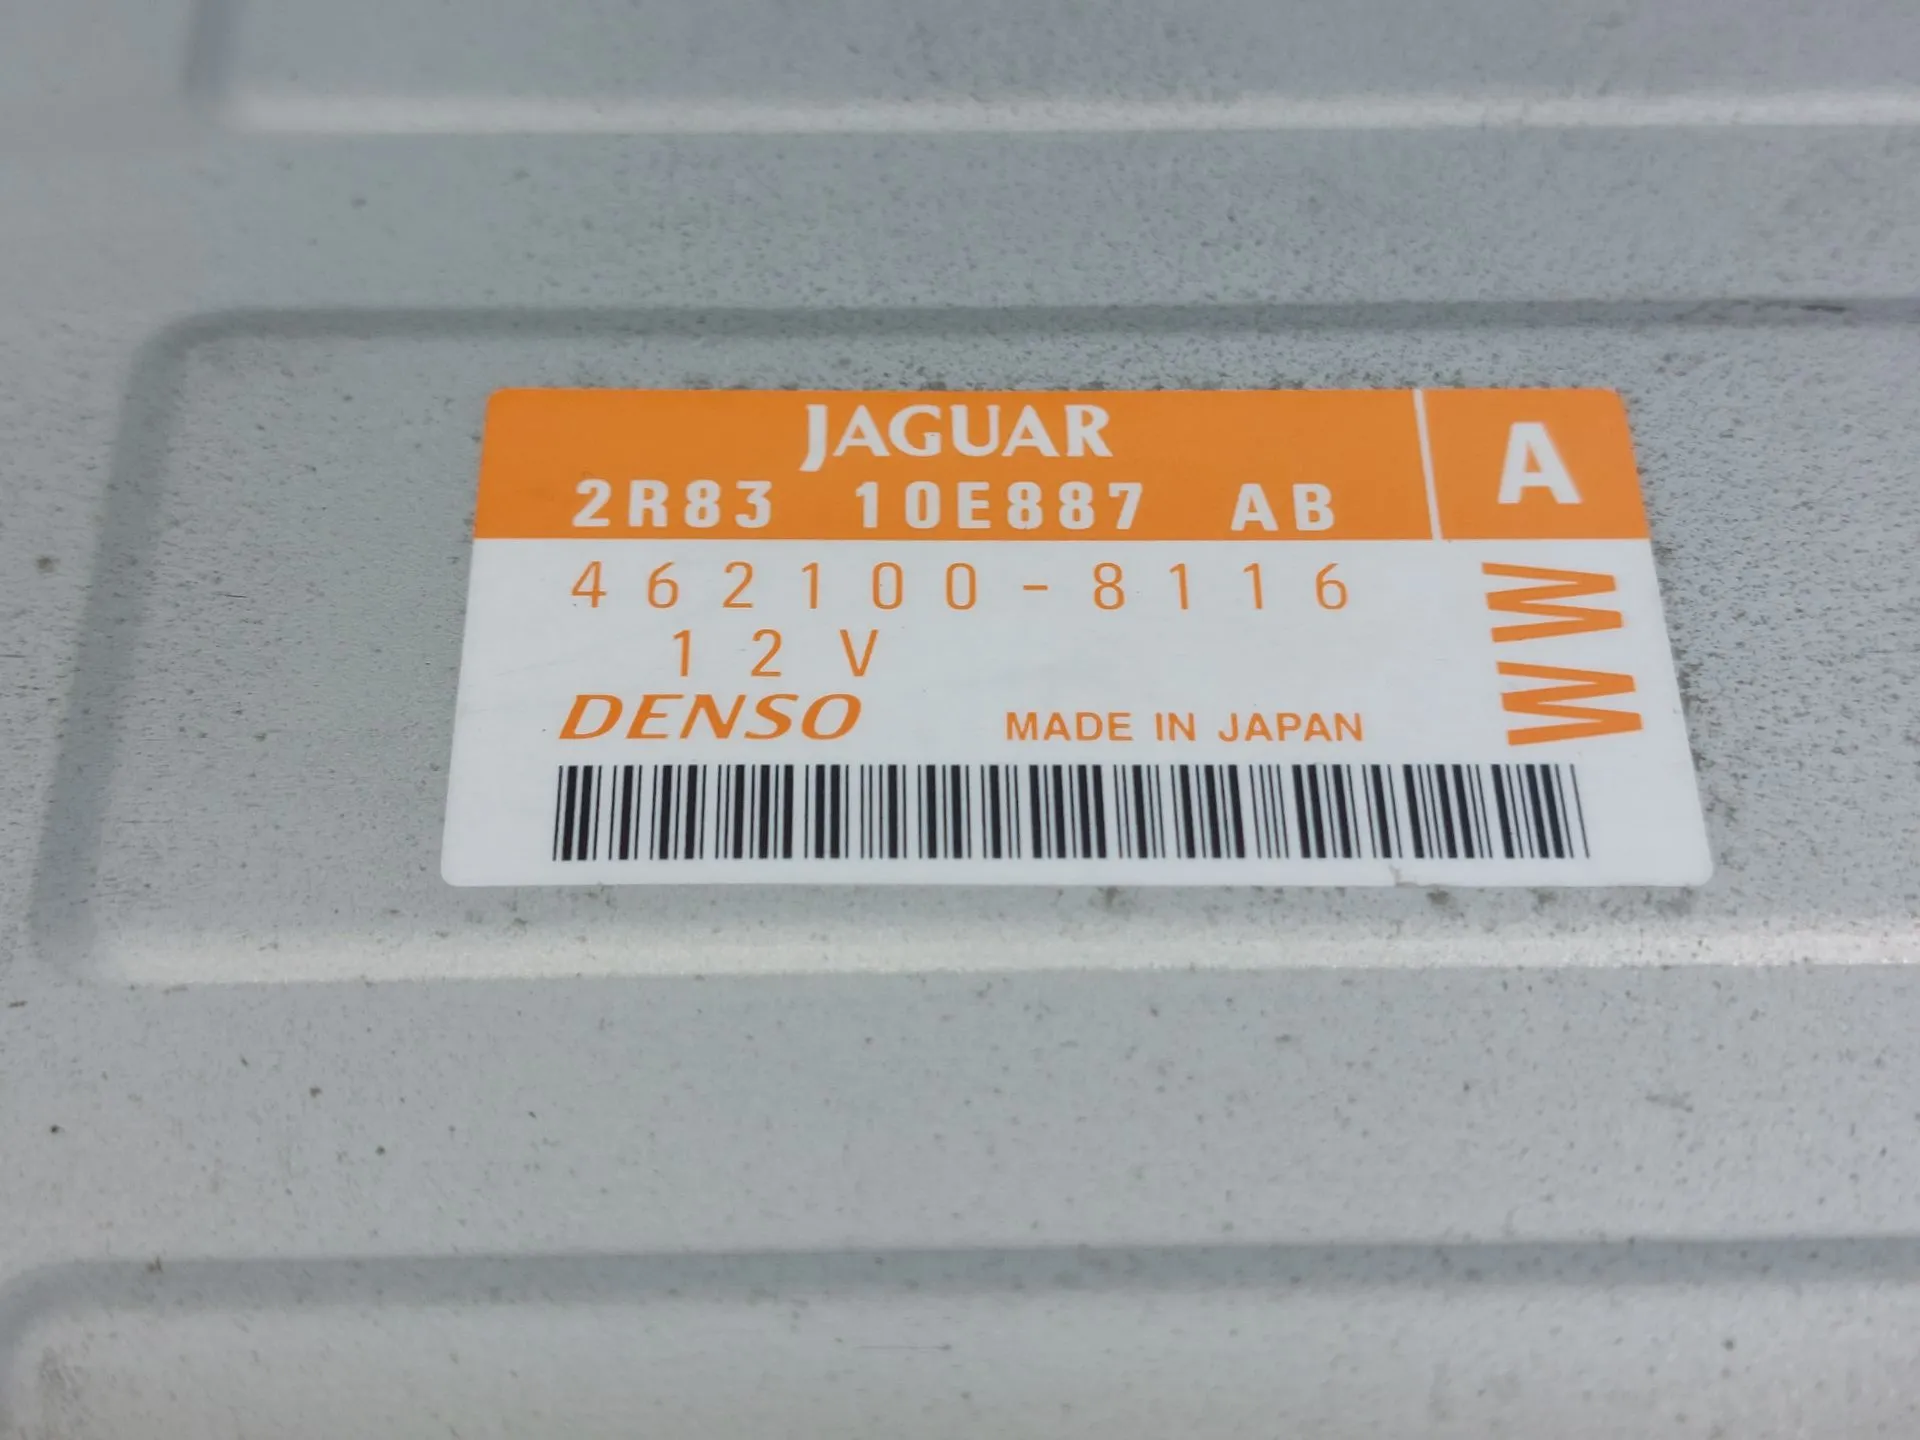 JAGUAR
2R83 10E887 AB
A
462100-8116
12V
DENSO
MADE IN JAPAN
WW